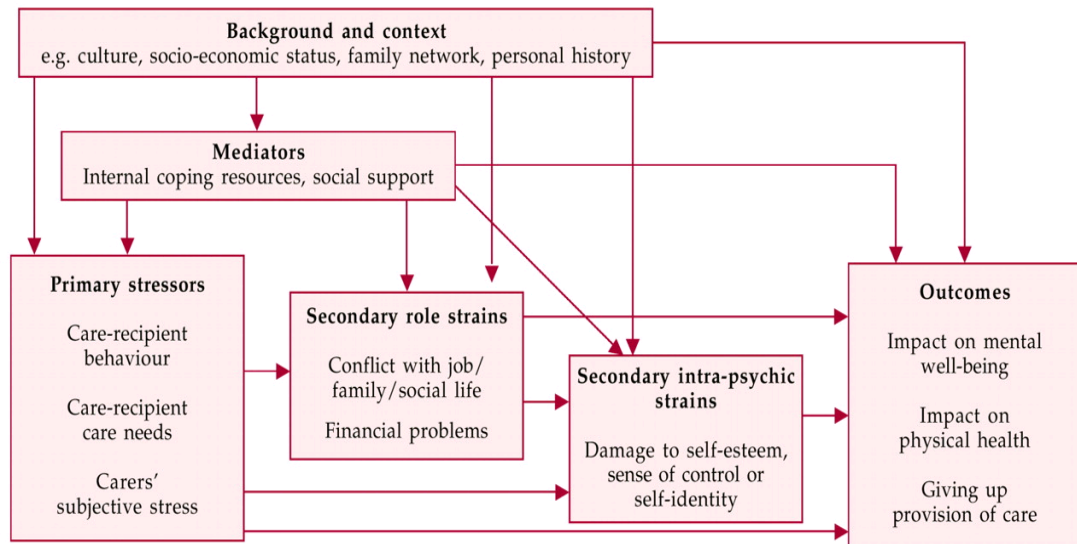 Background and context
e.g. culture, socio-economic status, family network, personal history
Mediators
Internal coping resources, social support
Primary stressors
Care-recipient
behaviour
Care-recipient
care needs
Carers'
subjective stress
Secondary role strains
Conflict with job/
family/social life
Financial problems
Secondary intra-psychic
strains
Damage to self-esteem,
sense of control or
self-identity
Outcomes
Impact on mental
well-being
Impact on
physical health
Giving up
provision of care